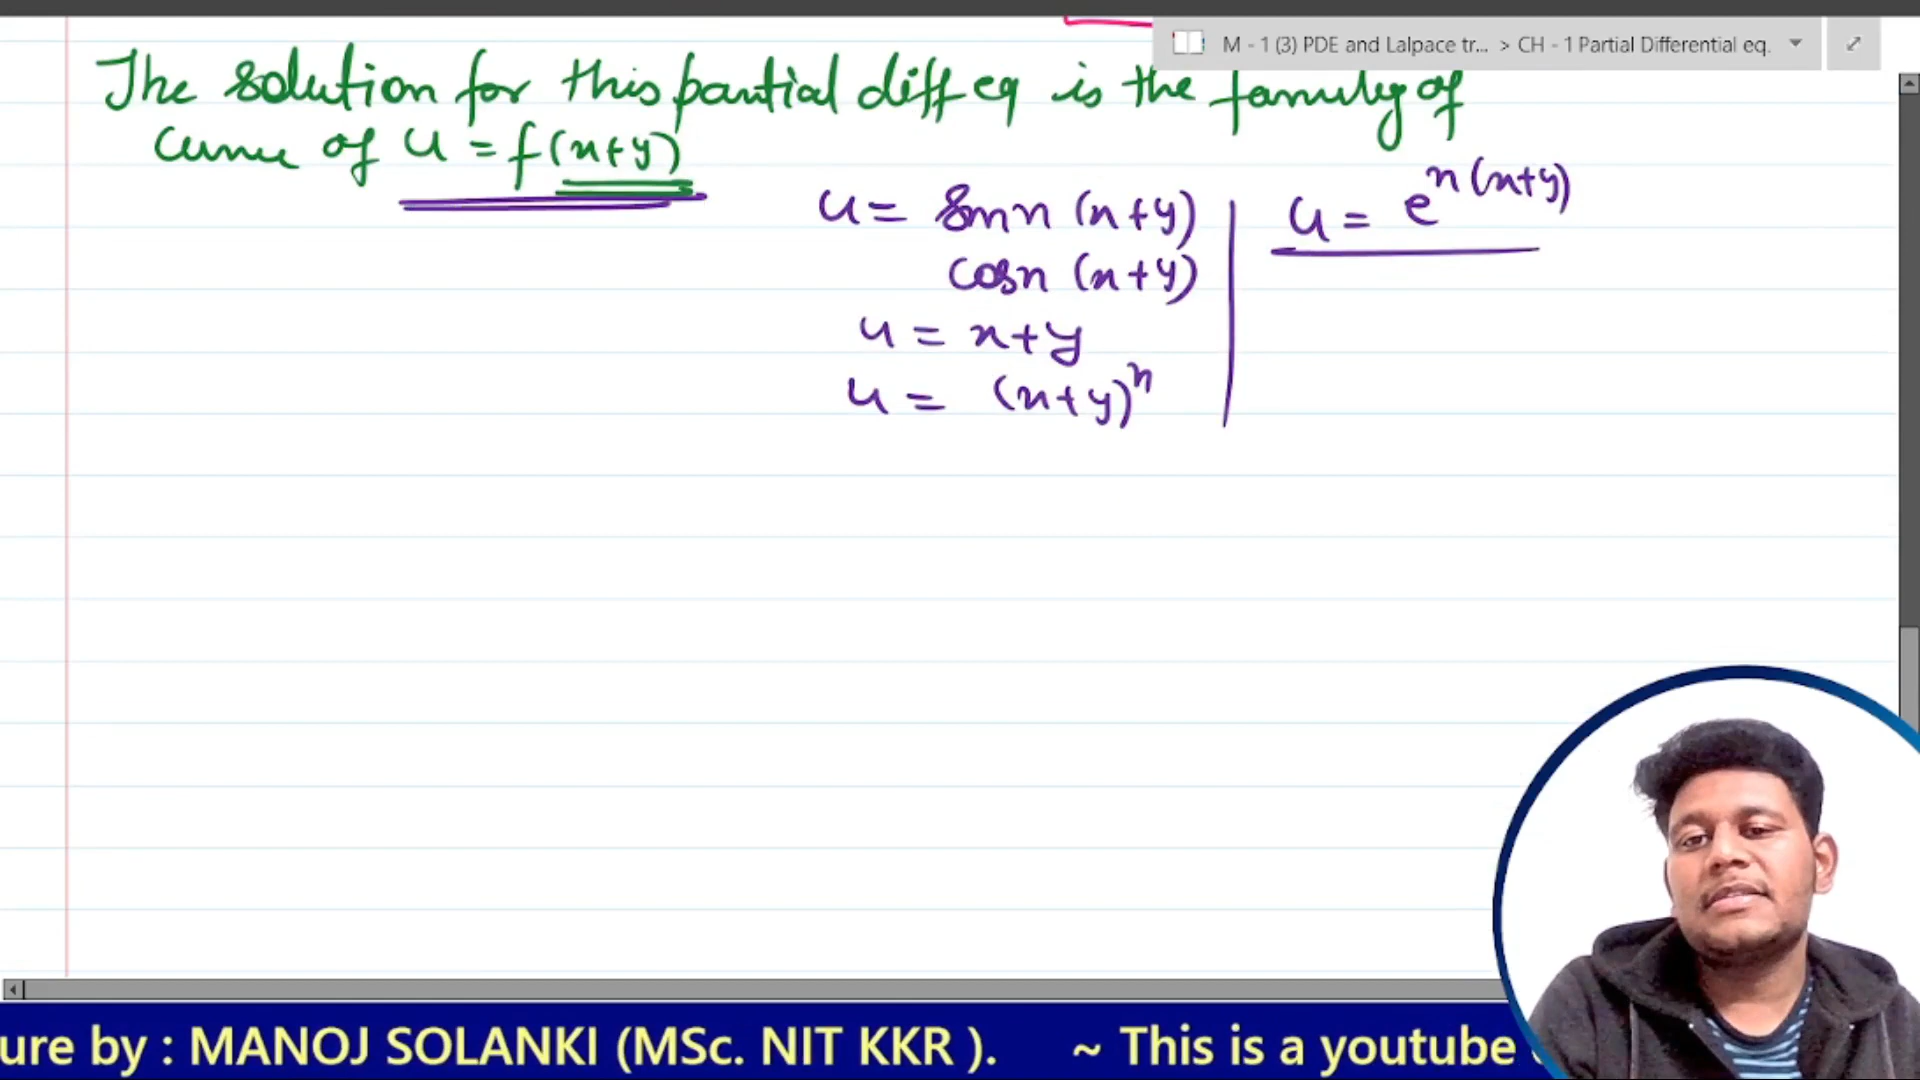 M - 1 (3) PDE and Lalpace tr... > CH - 1 Partial Differential eq.
The solution for this partial diff eq is the family of
curve of u = f(x+y)
u = sin n (x+y)
cos n (x+y)
u = x+y
u = (x+y)ⁿ
u = e^n(x+y)
ure by : MANOJ SOLANKI (MSc. NIT KKR ). ~ This is a youtube